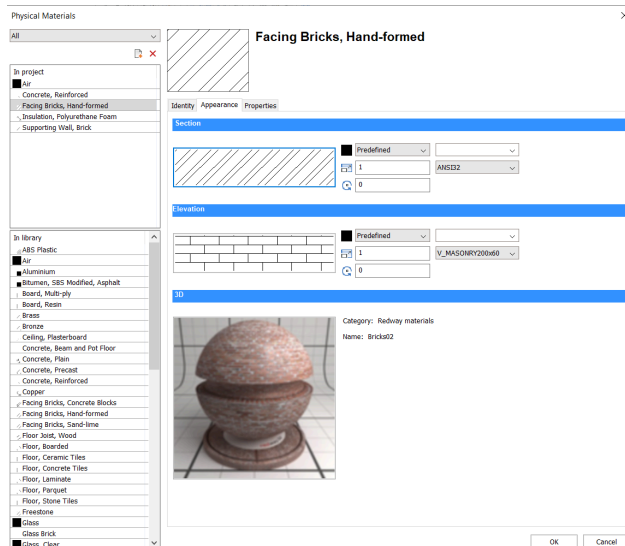 Physical Materials
All
In project
Air
Concrete, Reinforced
Facing Bricks, Hand-formed
Insulation, Polyurethane Foam
Supporting Wall, Brick
In library
ABS Plastic
Air
Aluminium
Bitumen, SBS Modified, Asphalt
Board, Multi-ply
Board, Resin
Brass
Bronze
Ceiling, Plasterboard
Concrete, Beam and Pot Floor
Concrete, Plain
Concrete, Precast
Concrete, Reinforced
Copper
Facing Bricks, Concrete Blocks
Facing Bricks, Hand-formed
Facing Bricks, Sand-lime
Floor Joist, Wood
Floor, Boarded
Floor, Ceramic Tiles
Floor, Concrete Tiles
Floor, Laminate
Floor, Parquet
Floor, Stone Tiles
Freestone
Glass
Glass Brick
Glass, Clear
Facing Bricks, Hand-formed
Identity Appearance Properties
Section
Predefined
1 ANSI32
0
Elevation
Predefined
1 V_MASONRY200x60
0
3D
Category: Redway materials
Name: Bricks02
OK Cancel